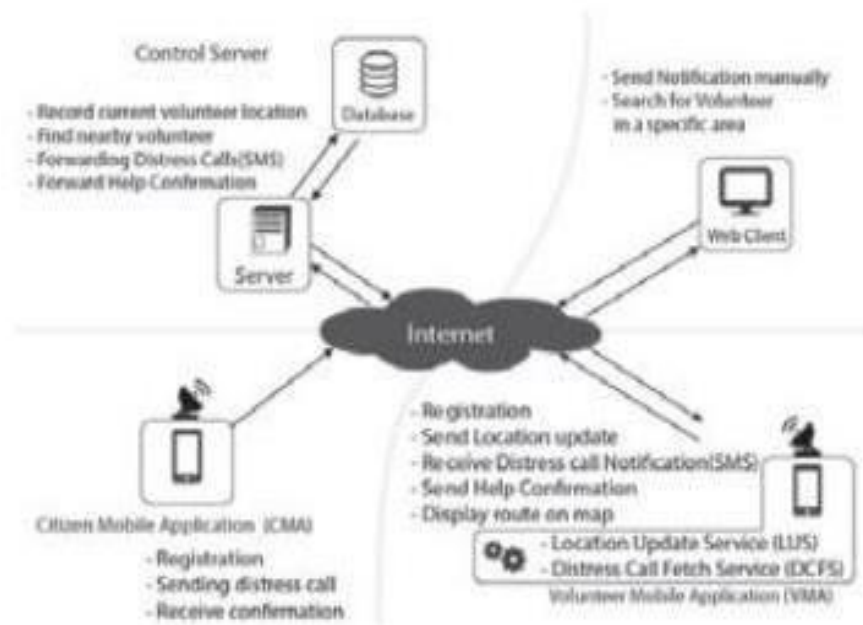 Control Server
Database
- Record current volunteer location
- Find nearby volunteer
- Forwarding Distress Calls(SMS)
- Forward Help Confirmation
Server
- Send Notification manually
- Search for Volunteer
in a specific area
Web Client
Internet
Citizen Mobile Application (CMA)
- Registration
- Sending distress call
- Receive confirmation
- Registration
- Send Location update
- Receive Distress call Notification(SMS)
- Send Help Confirmation
- Display route on map
- Location Update Service (LUS)
- Distress Call Fetch Service (DCFS)
Volunteer Mobile Application (VMA)